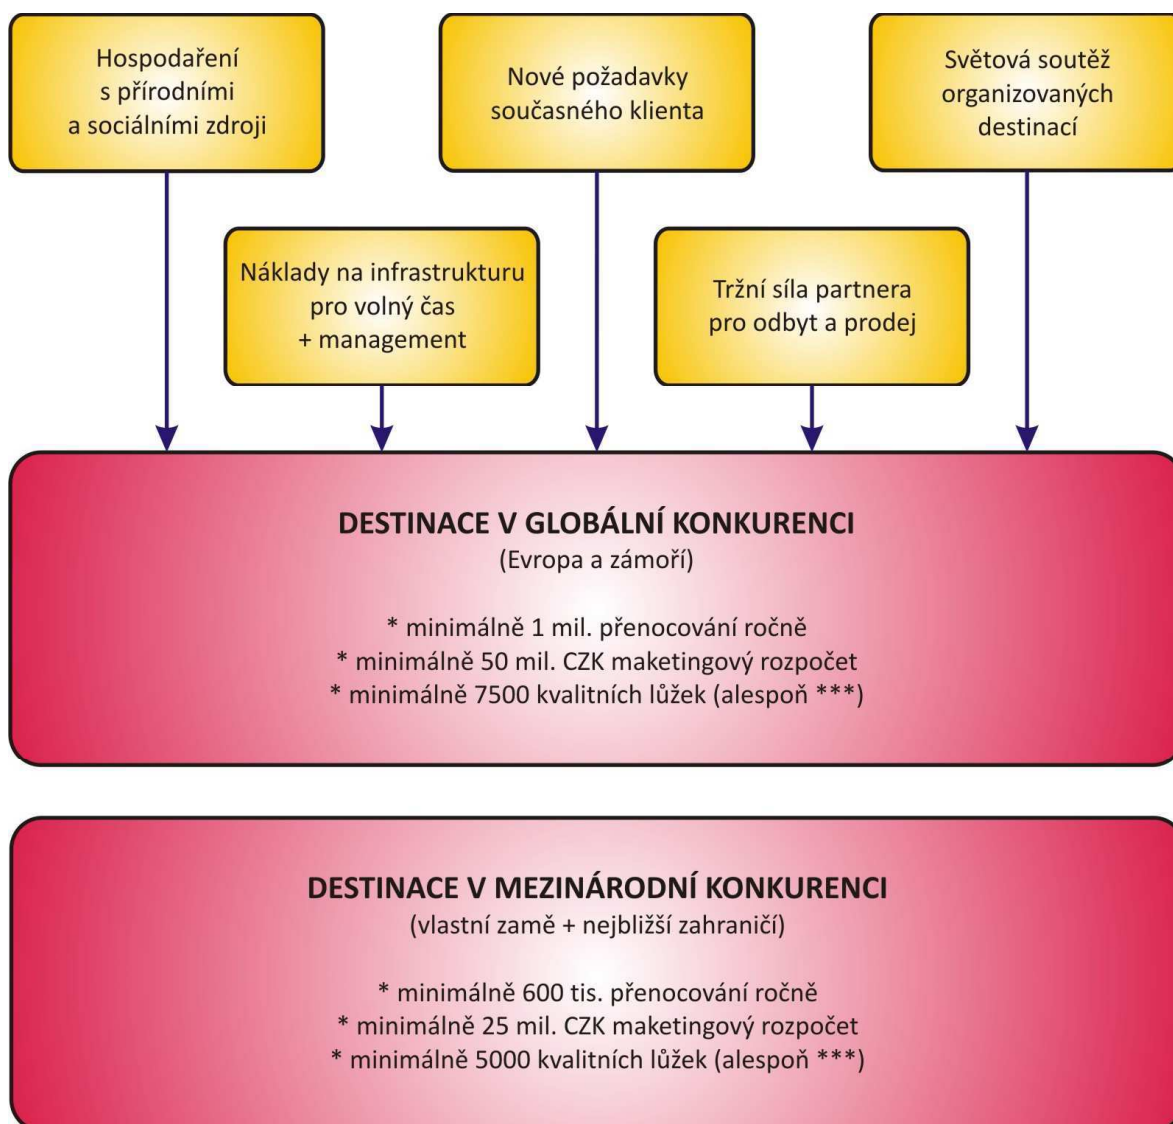 Hospodaření
s přírodními
a sociálními zdroji
Nové požadavky
současného klienta
Světová soutěž
organizovaných
destinací
Náklady na infrastrukturu
pro volný čas
+ management
Tržní síla partnera
pro odbyt a prodej
DESTINACE V GLOBÁLNÍ KONKURENCI
(Evropa a zámoří)
* minimálně 1 mil. přenocování ročně
* minimálně 50 mil. CZK maketingový rozpočet
* minimálně 7500 kvalitních lůžek (alespoň ***)
DESTINACE V MEZINÁRODNÍ KONKURENCI
(vlastní zamě + nejbližší zahraničí)
* minimálně 600 tis. přenocování ročně
* minimálně 25 mil. CZK maketingový rozpočet
* minimálně 5000 kvalitních lůžek (alespoň ***)